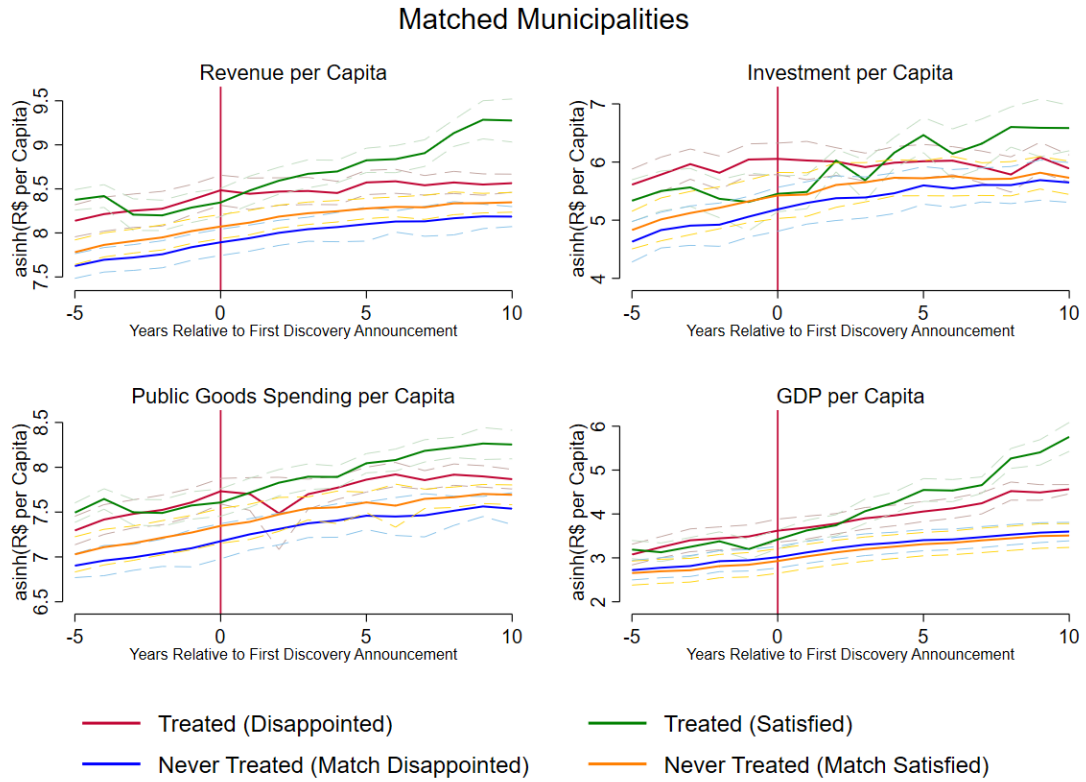 Matched Municipalities
Revenue per Capita
asinh(R$ per Capita)
9.5
9
8.5
8
7.5
-5 0 5 10
Years Relative to First Discovery Announcement
Investment per Capita
asinh(R$ per Capita)
7
6
5
4
-5 0 5 10
Years Relative to First Discovery Announcement
Public Goods Spending per Capita
asinh(R$ per Capita)
8.5
8
7.5
7
6.5
-5 0 5 10
Years Relative to First Discovery Announcement
GDP per Capita
asinh(R$ per Capita)
6
5
4
3
2
-5 0 5 10
Years Relative to First Discovery Announcement
Treated (Disappointed)
Treated (Satisfied)
Never Treated (Match Disappointed)
Never Treated (Match Satisfied)